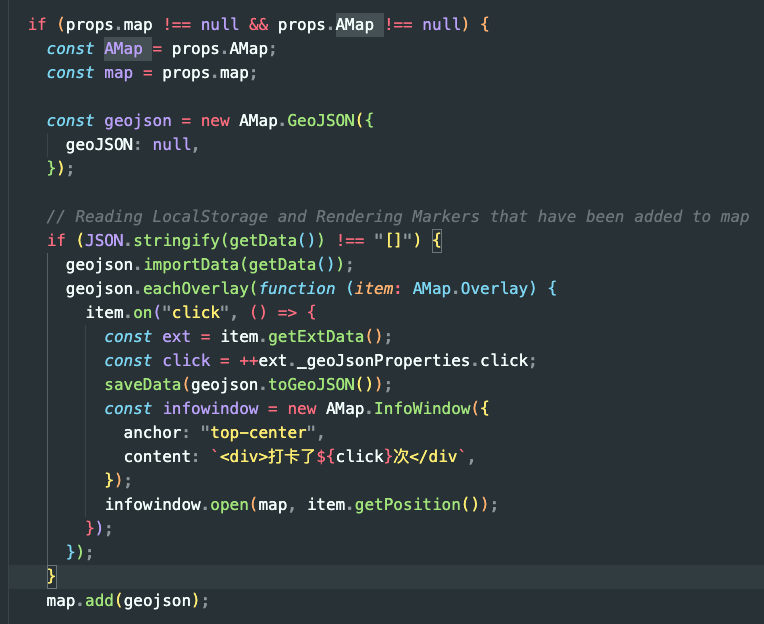 if (props.map !== null && props.AMap !== null) {
const AMap = props.AMap;
const map = props.map;
const geojson = new AMap.GeoJSON({
geoJSON: null,
});
// Reading LocalStorage and Rendering Markers that have been added to map
if (JSON.stringify(getData()) !== "[]") {
geojson.importData(getData());
geojson.eachOverlay(function (item: AMap.Overlay) {
item.on("click", () => {
const ext = item.getExtData();
const click = ++ext._geoJsonProperties.click;
saveData(geojson.toGeoJSON());
const infowindow = new AMap.InfoWindow({
anchor: "top-center",
content: `<div>打卡了${click}次</div>`,
});
infowindow.open(map, item.getPosition());
});
});
}
map.add(geojson);